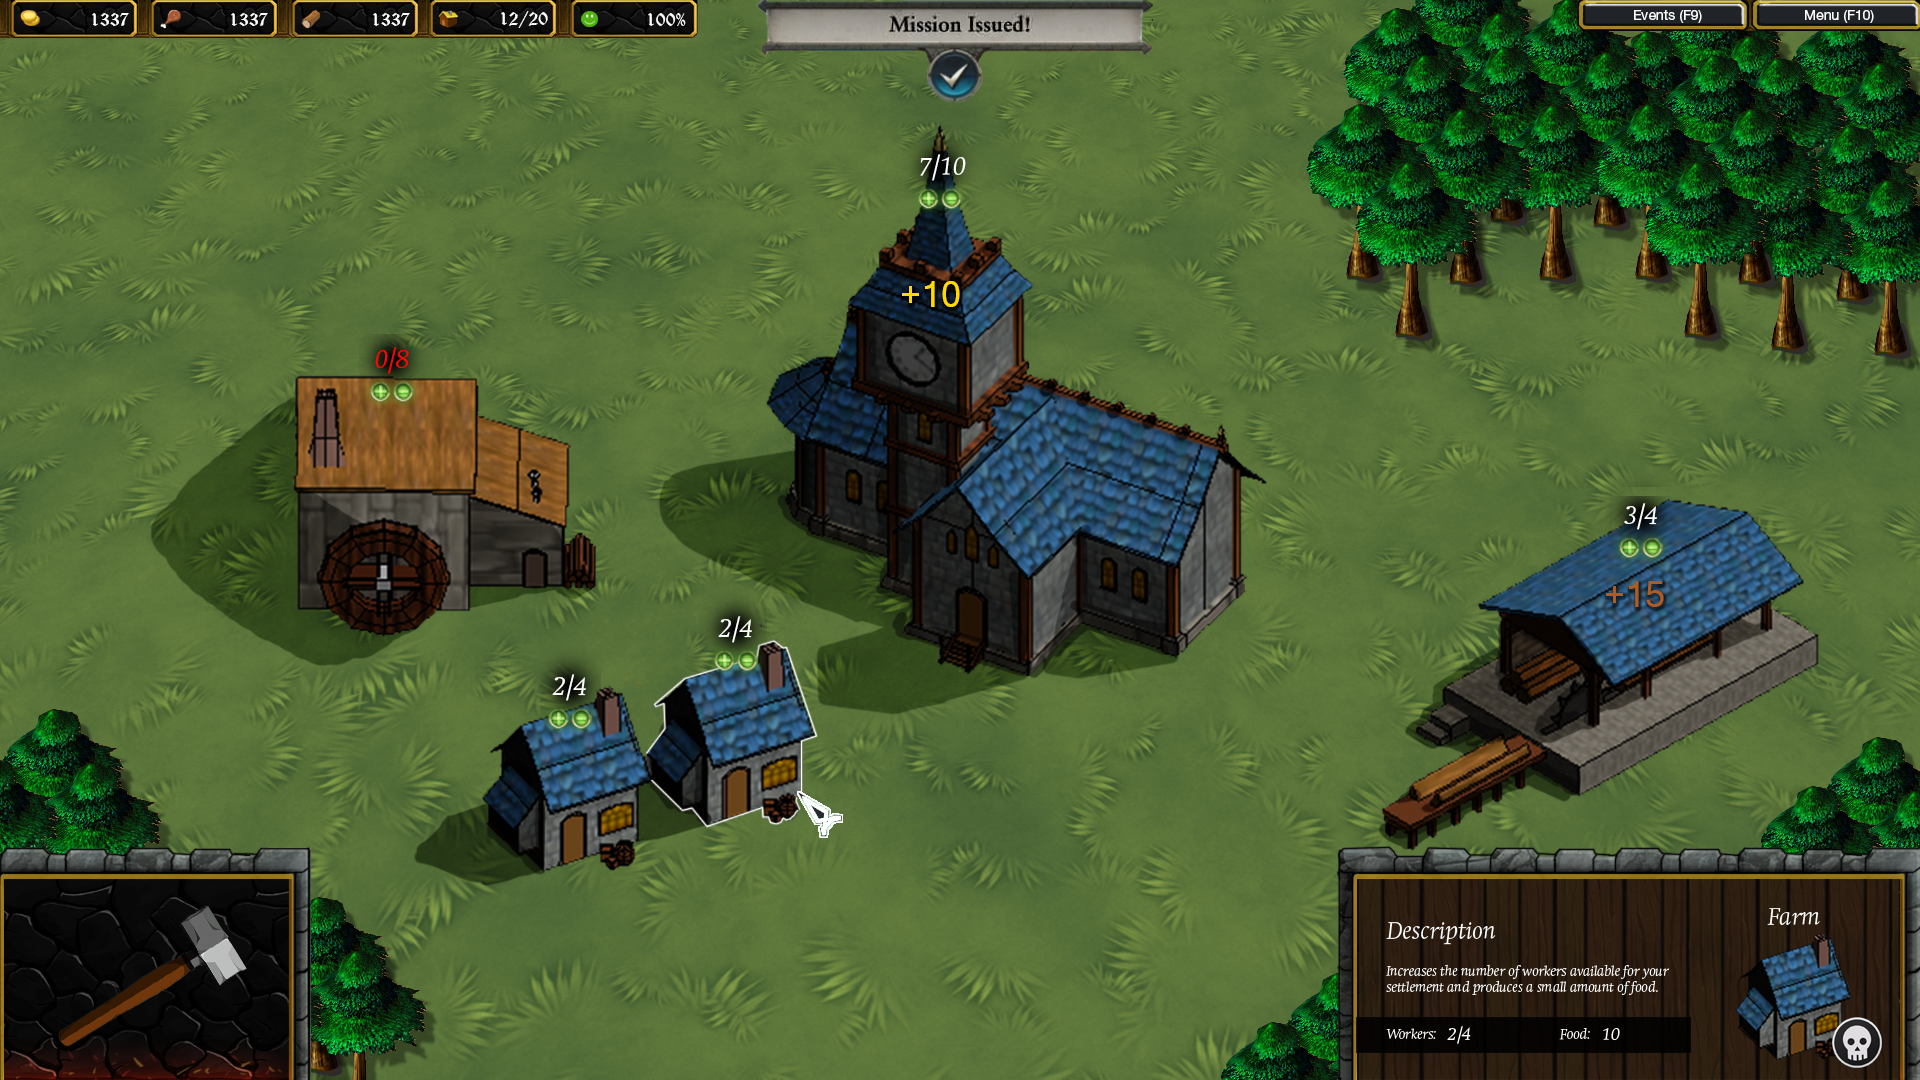 1337
1337
1337
12/20
100%
Mission Issued!
Events (F9)
Menu (F10)
7/10
+10
0/8
3/4
+15
2/4
2/4
Farm
Description
Increases the number of workers available for your
settlement and produces a small amount of food.
Workers: 2/4
Food: 10